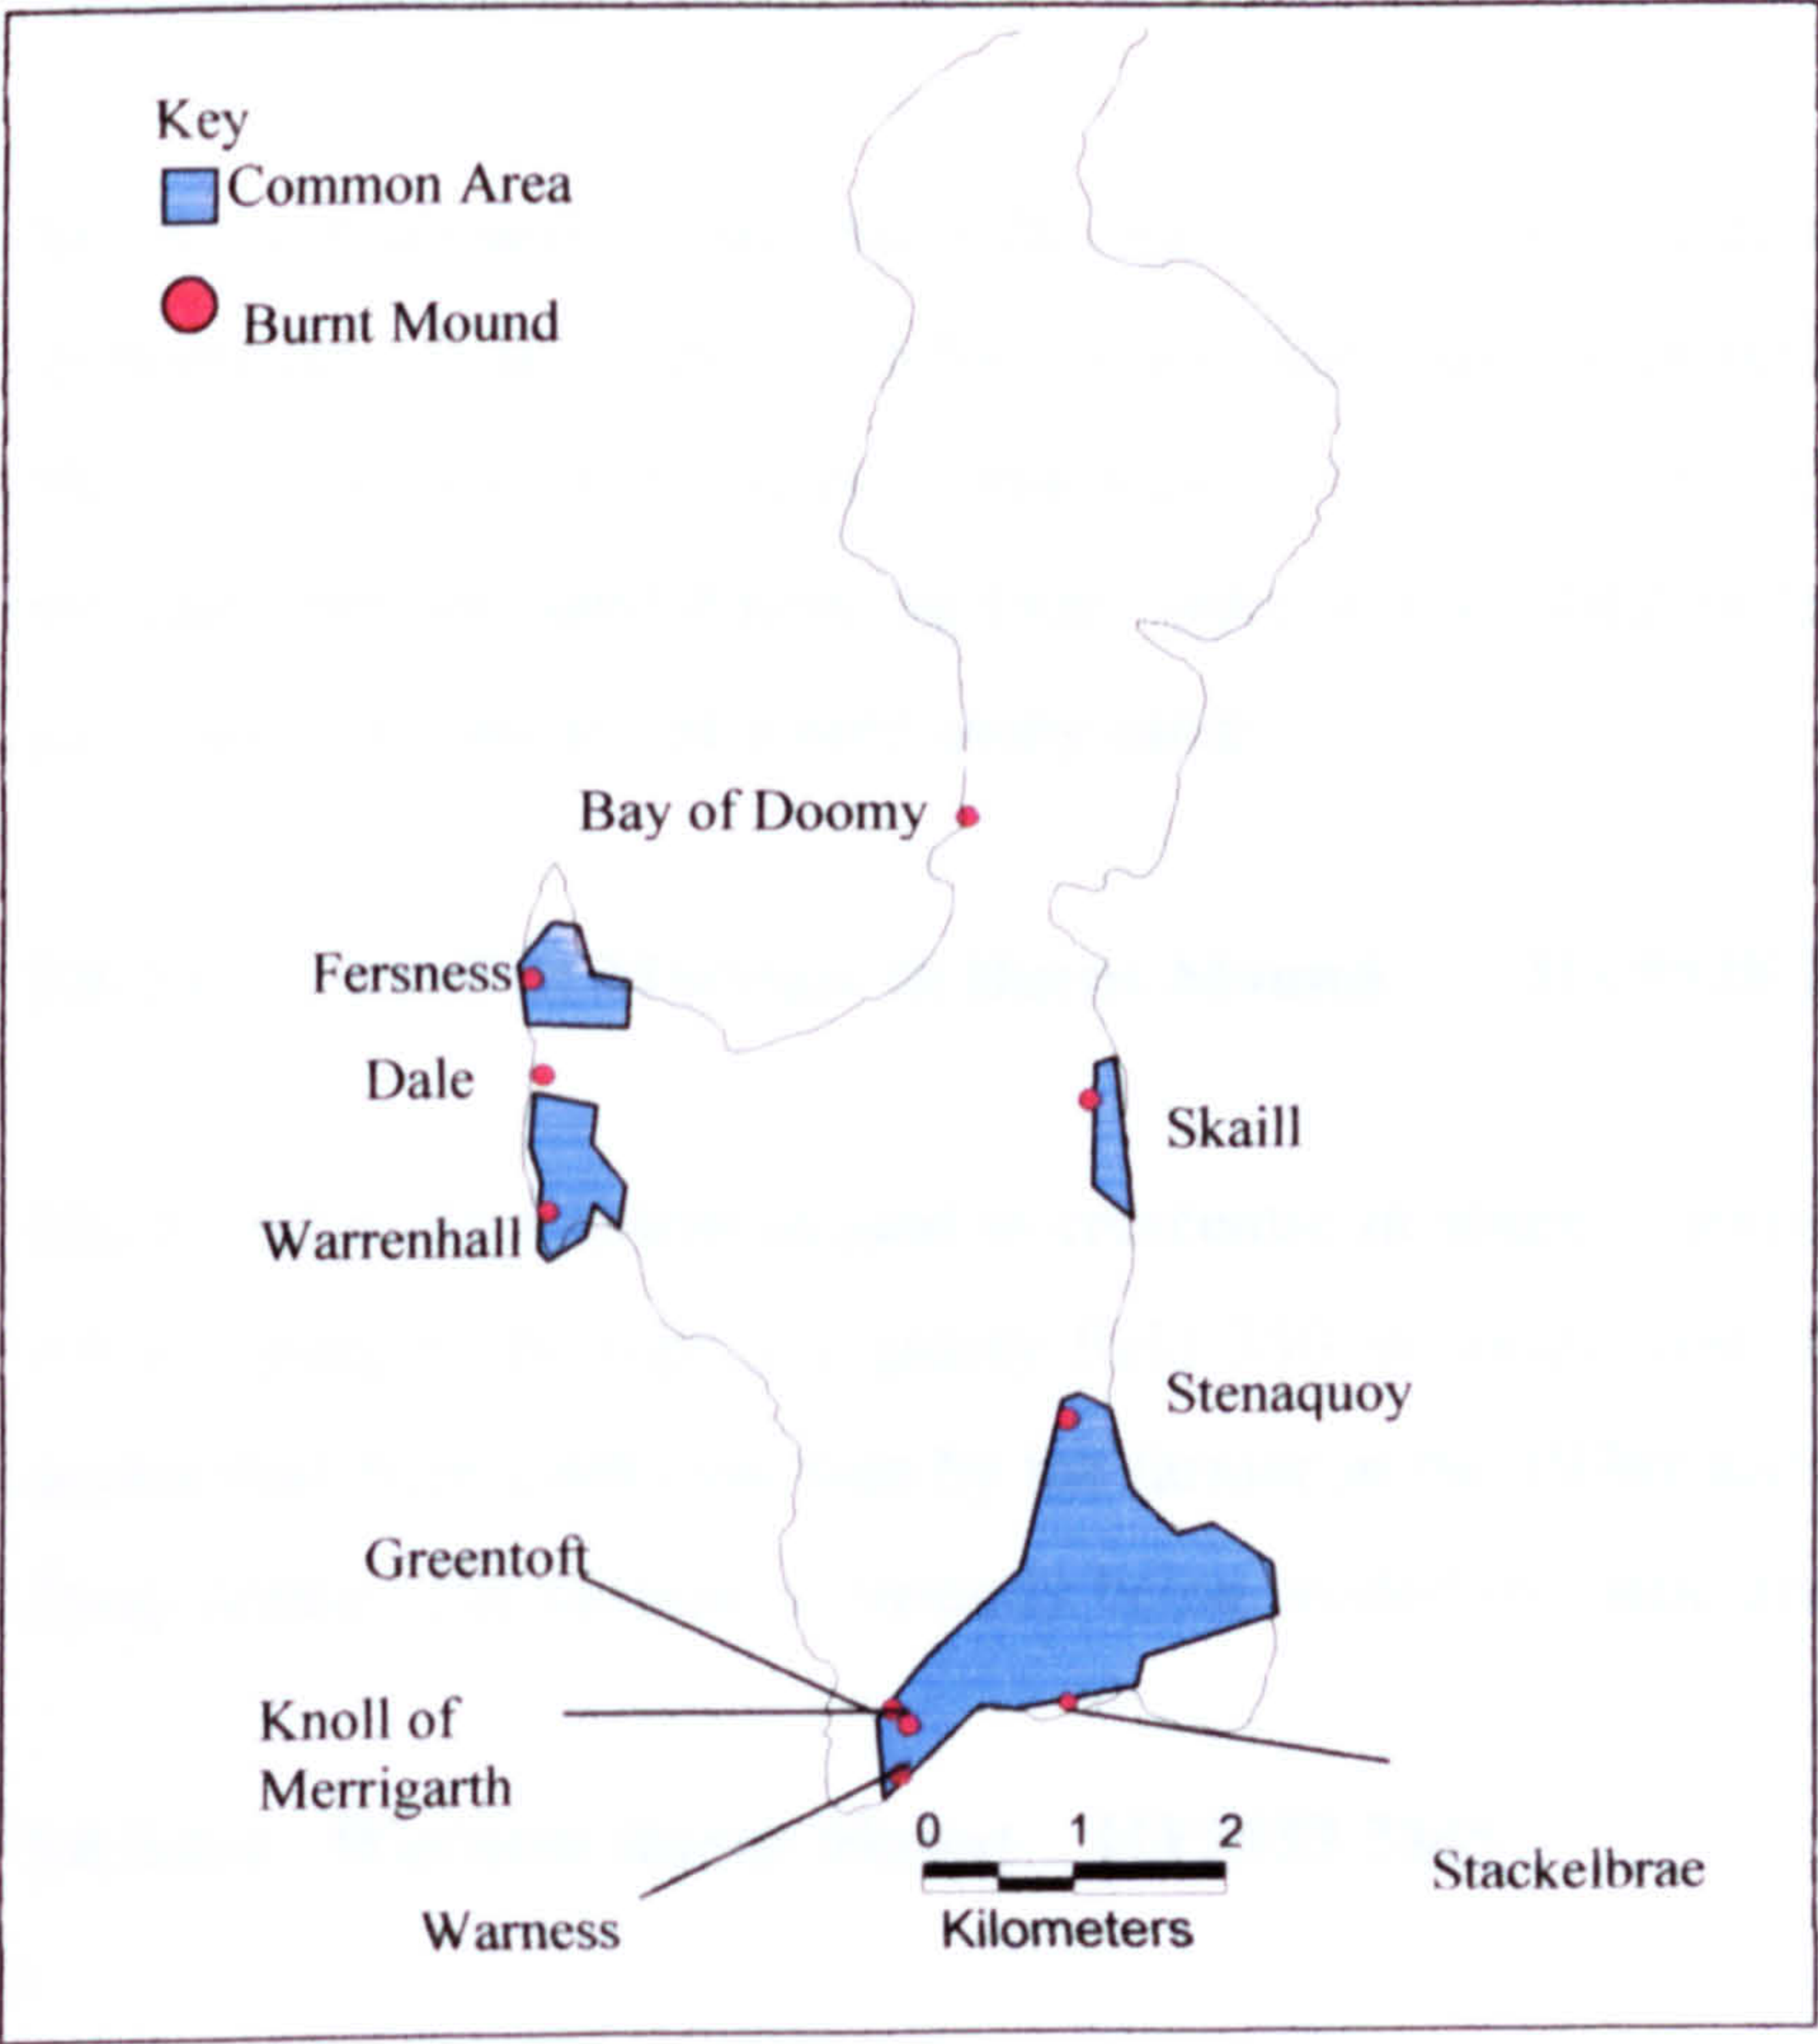 Key
Common Area
Burnt Mound
Bay of Doomy
Fersness
Dale
Skaill
Warrenhall
Stenaquoy
Greentoft
Knoll of
Merrigarth
0 1 2
Kilometers
Stackelbrae
Warness